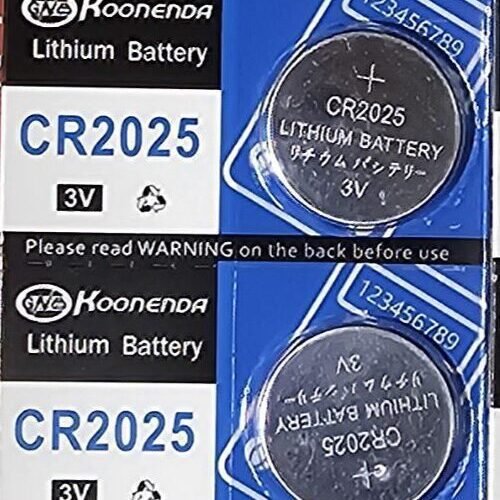 GNE KOONENDA
Lithium Battery
CR2025
3V
123456789
+
CR2025
LITHIUM BATTERY
リチウム バッテリー
3V
Please read WARNING on the back before use
GNE KOONENDA
Lithium Battery
CR2025
3V
123456789
+
CR2025
LITHIUM BATTERY
リチウム バッテリー
3V